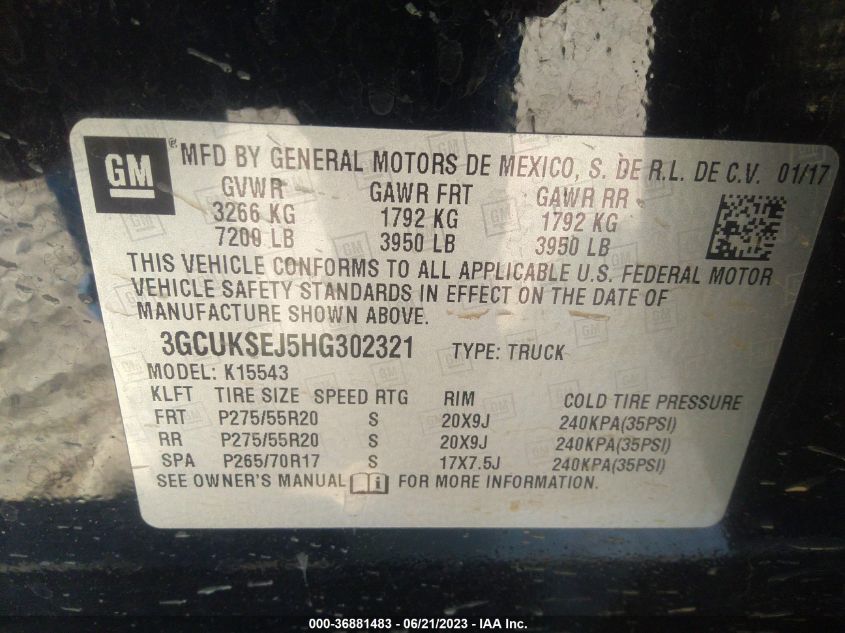 GM® MFD BY GENERAL MOTORS DE MEXICO, S. DE R.L. DE C.V. 01/17
GVWR GAWR FRT GAWR RR
3266 KG 1792 KG 1792 KG
7200 LB 3950 LB 3950 LB
THIS VEHICLE CONFORMS TO ALL APPLICABLE U.S. FEDERAL MOTOR
VEHICLE SAFETY STANDARDS IN EFFECT ON THE DATE OF
MANUFACTURE SHOWN ABOVE.
3GCUKSEJ5HG302321 TYPE: TRUCK
MODEL: K15543
KLFT TIRE SIZE SPEED RTG RIM COLD TIRE PRESSURE
FRT P275/55R20 S 20X9J 240KPA(35PSI)
RR P275/55R20 S 20X9J 240KPA(35PSI)
SPA P265/70R17 S 17X7.5J 240KPA(35PSI)
SEE OWNER'S MANUAL FOR MORE INFORMATION.
000-36881483 - 06/21/2023 - IAA Inc.